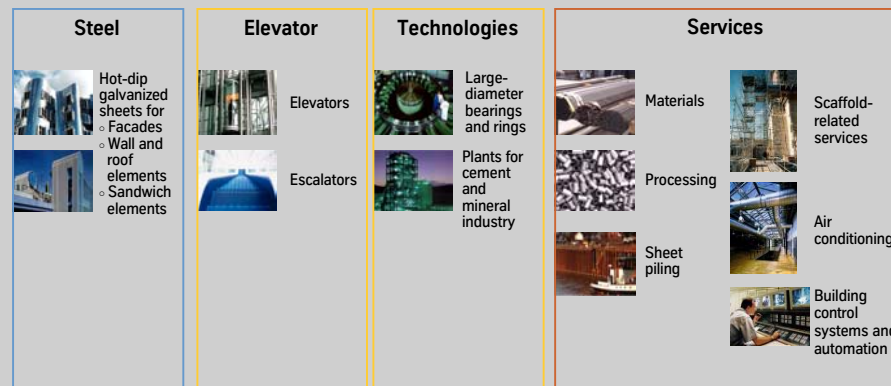 Steel
Hot-dip
galvanized
sheets for
○ Facades
○ Wall and
roof
elements
○ Sandwich
elements
Elevator
Elevators
Escalators
Technologies
Large-
diameter
bearings
and rings
Plants for
cement
and
mineral
industry
Services
Materials
Processing
Sheet
piling
Scaffold-
related
services
Air
conditioning
Building
control
systems and
automation